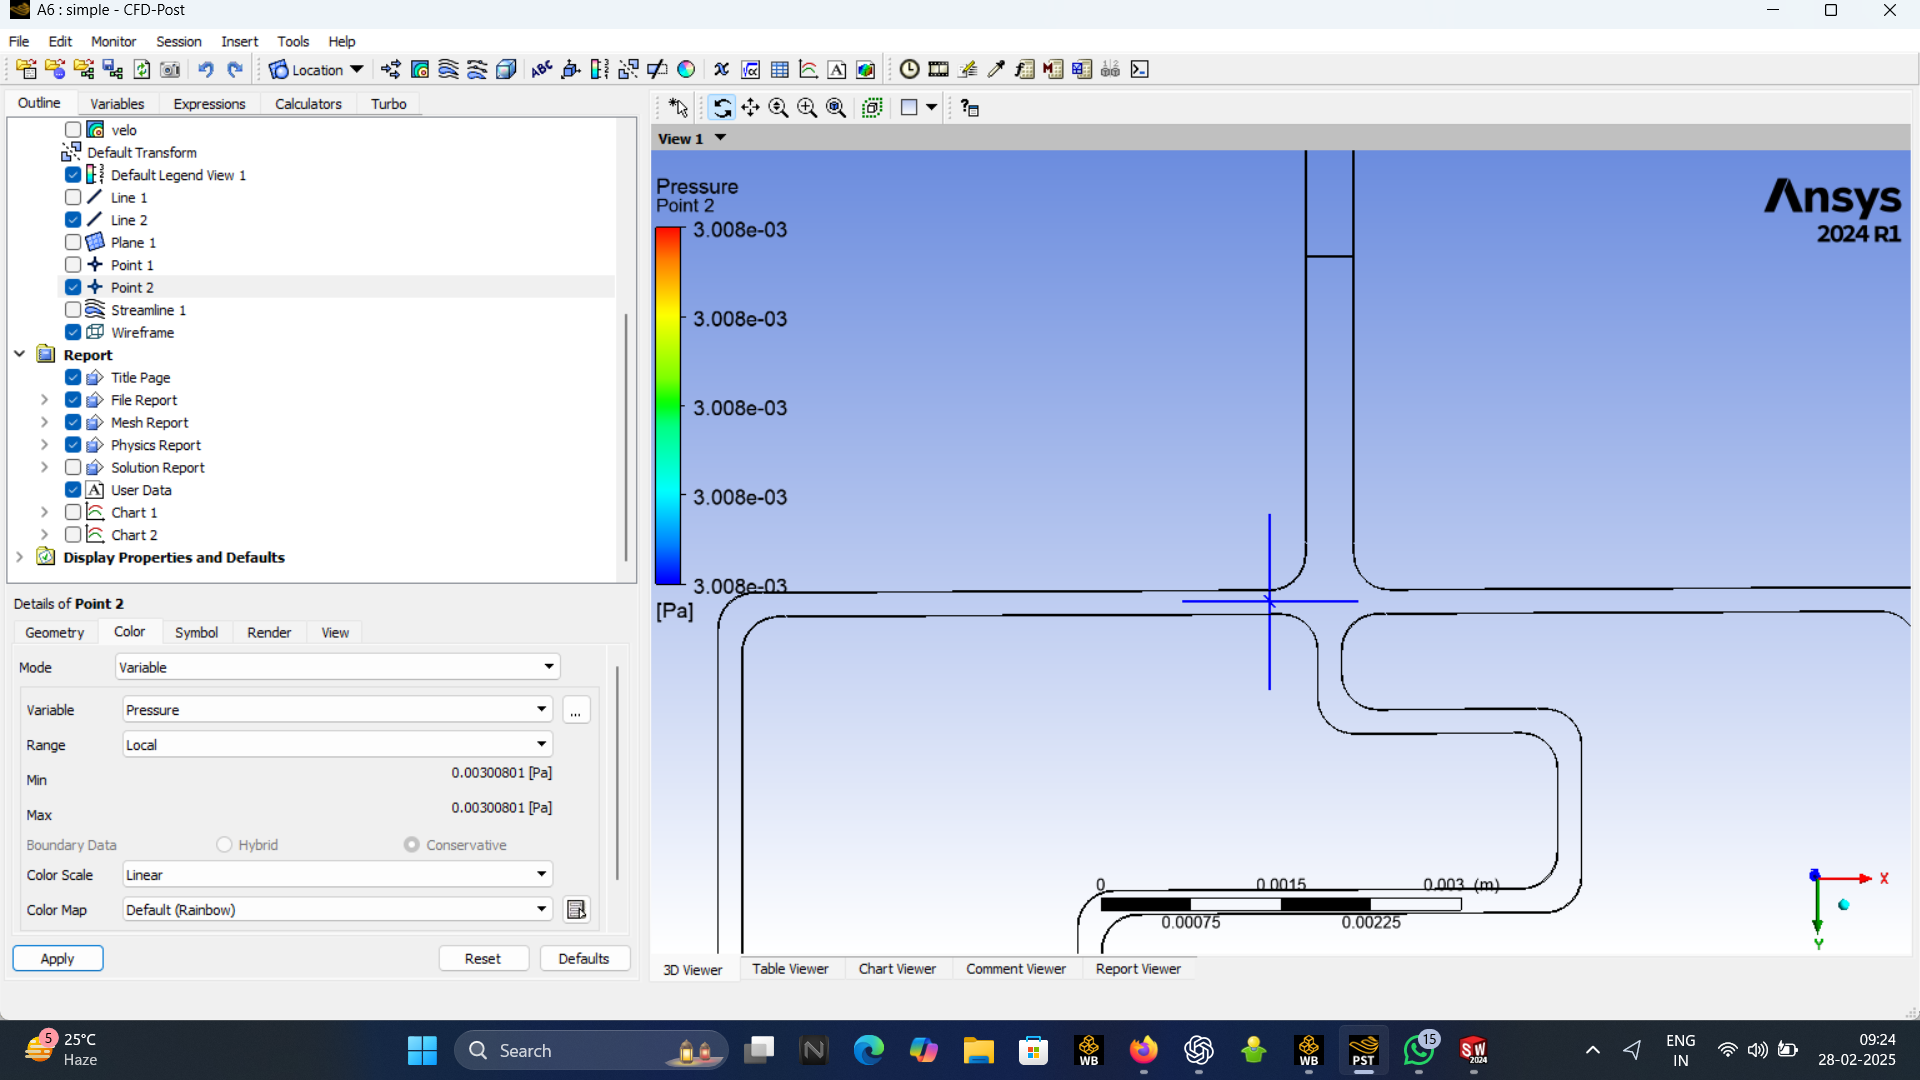 A6 : simple - CFD-Post
File Edit Monitor Session Insert Tools Help
Location
Outline Variables Expressions Calculators Turbo
velo
Default Transform
Default Legend View 1
Line 1
Line 2
Plane 1
Point 1
Point 2
Streamline 1
Wireframe
Report
Title Page
File Report
Mesh Report
Physics Report
Solution Report
User Data
Chart 1
Chart 2
Display Properties and Defaults
Details of Point 2
Geometry Color Symbol Render View
Mode Variable
Variable Pressure ...
Range Local
Min 0.00300801 [Pa]
Max 0.00300801 [Pa]
Boundary Data Hybrid Conservative
Color Scale Linear
Color Map Default (Rainbow)
Apply Reset Defaults
View 1
Pressure
Point 2
3.008e-03
3.008e-03
3.008e-03
3.008e-03
3.008e-03
[Pa]
Ansys
2024 R1
0 0.0015 0.003 (m)
0.00075 0.00225
X
Y
3D Viewer Table Viewer Chart Viewer Comment Viewer Report Viewer
5
25°C
Haze
Search
WB
WB
PST
15
SW
2024
ENG
IN
09:24
28-02-2025